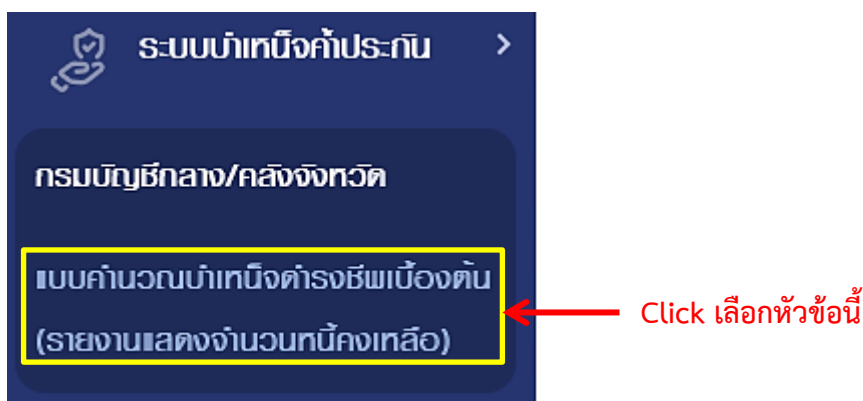 ระบบบำเหน็จค้ำประกัน
กรมบัญชีกลาง/คลังจังหวัด
แบบคำนวณบำเหน็จดำรงชีพเบื้องต้น
(รายงานแสดงจำนวนหนี้คงเหลือ)
Click เลือกหัวข้อนี้